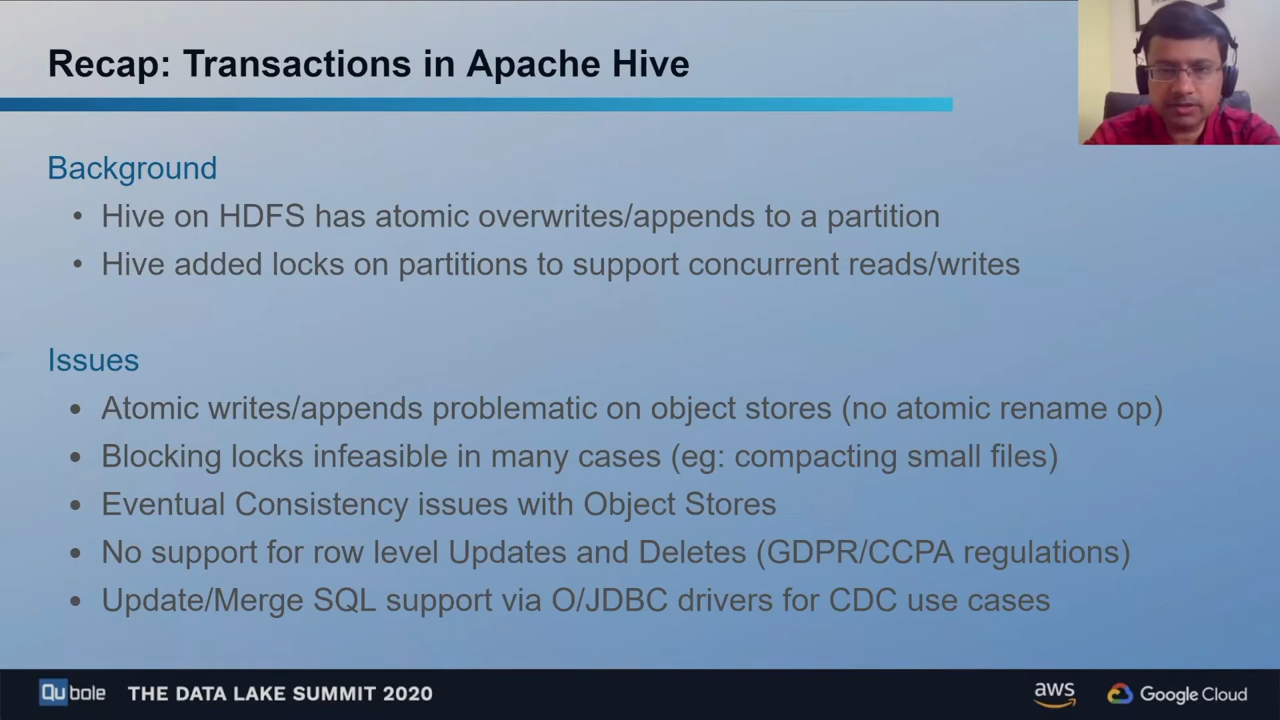 Recap: Transactions in Apache Hive
Background
• Hive on HDFS has atomic overwrites/appends to a partition
• Hive added locks on partitions to support concurrent reads/writes
Issues
• Atomic writes/appends problematic on object stores (no atomic rename op)
• Blocking locks infeasible in many cases (eg: compacting small files)
• Eventual Consistency issues with Object Stores
• No support for row level Updates and Deletes (GDPR/CCPA regulations)
• Update/Merge SQL support via O/JDBC drivers for CDC use cases
Qubole THE DATA LAKE SUMMIT 2020 aws Google Cloud